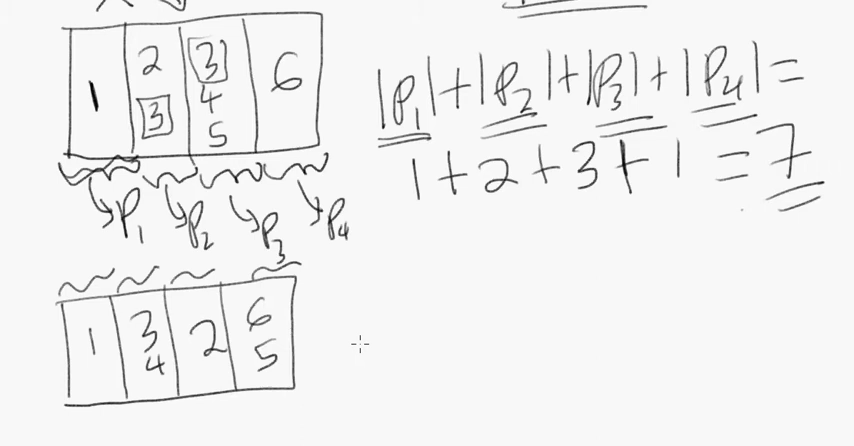 1 2 3 6
3 4
5
|P₁|+|P₂|+|P₃|+|P₄|=
1+2+3+1=7
P₁ P₂ P₃ P₄
1 3 2 6
4 5